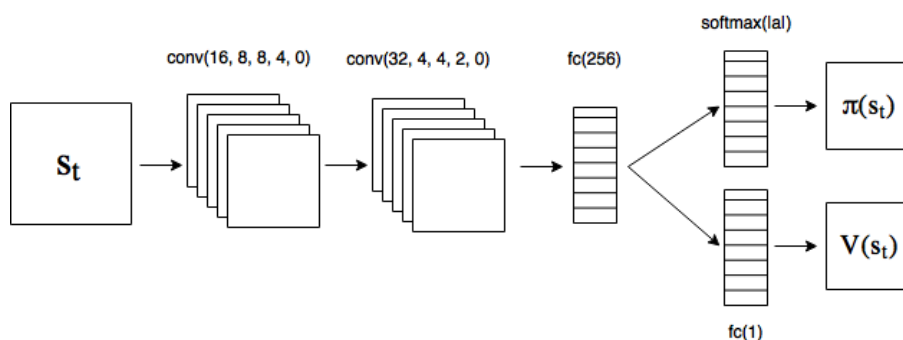 softmax(|a|)
conv(16, 8, 8, 4, 0)
conv(32, 4, 4, 2, 0)
fc(256)
π(sₜ)
sₜ
V(sₜ)
fc(1)